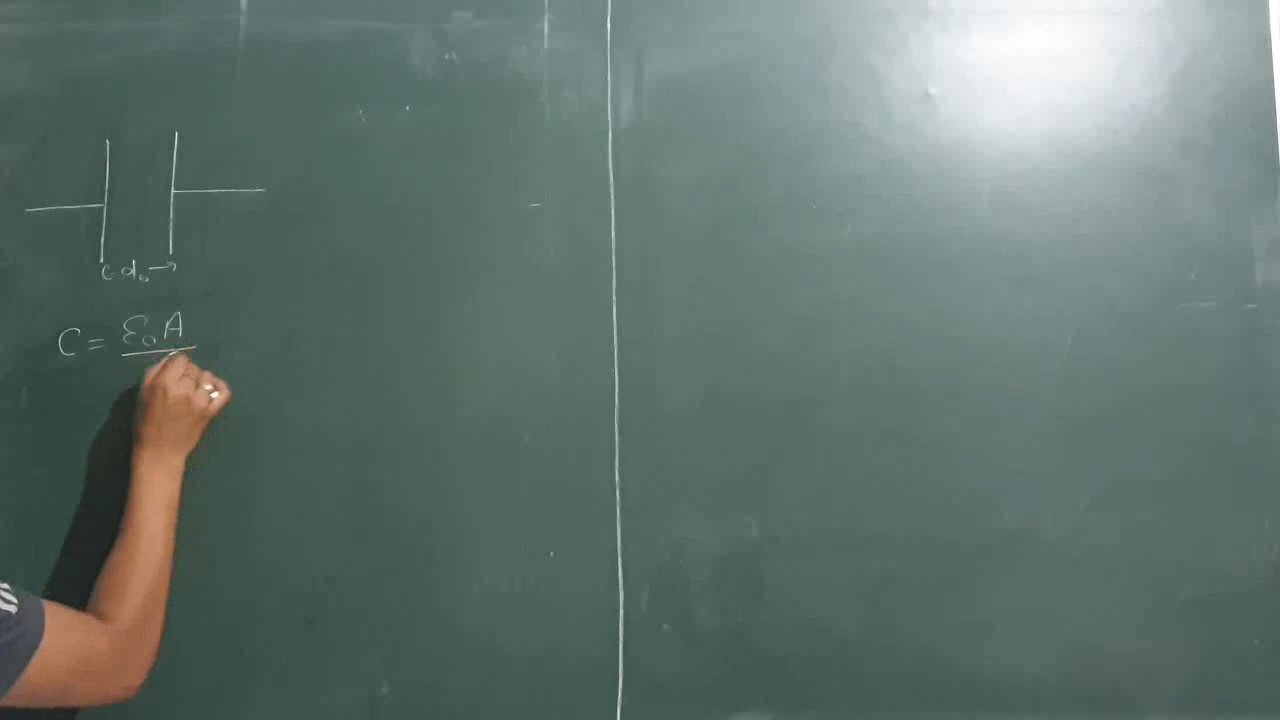 ← d₀ →
C = ε₀A